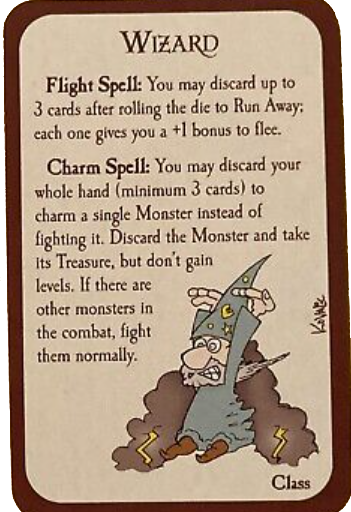 WIZARD
Flight Spell: You may discard up to
3 cards after rolling the die to Run Away;
each one gives you a +1 bonus to flee.
Charm Spell: You may discard your
whole hand (minimum 3 cards) to
charm a single Monster instead of
fighting it. Discard the Monster and take
its Treasure, but don't gain
levels. If there are
other monsters in
the combat, fight
them normally.
Kovalic
Class